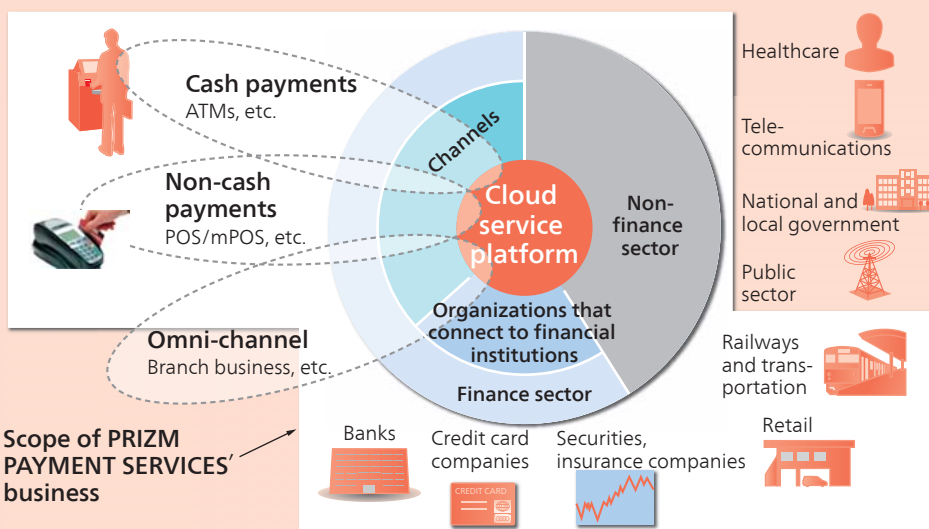 Cash payments
ATMs, etc.
Non-cash
payments
POS/mPOS, etc.
Omni-channel
Branch business, etc.
Scope of PRIZM
PAYMENT SERVICES'
business
Channels
Cloud
service
platform
Non-
finance
sector
Organizations that
connect to financial
institutions
Finance sector
Healthcare
Tele-
communications
National and
local government
Public
sector
Railways
and trans-
portation
Retail
Banks
Credit card
companies
CREDIT CARD
Securities,
insurance companies